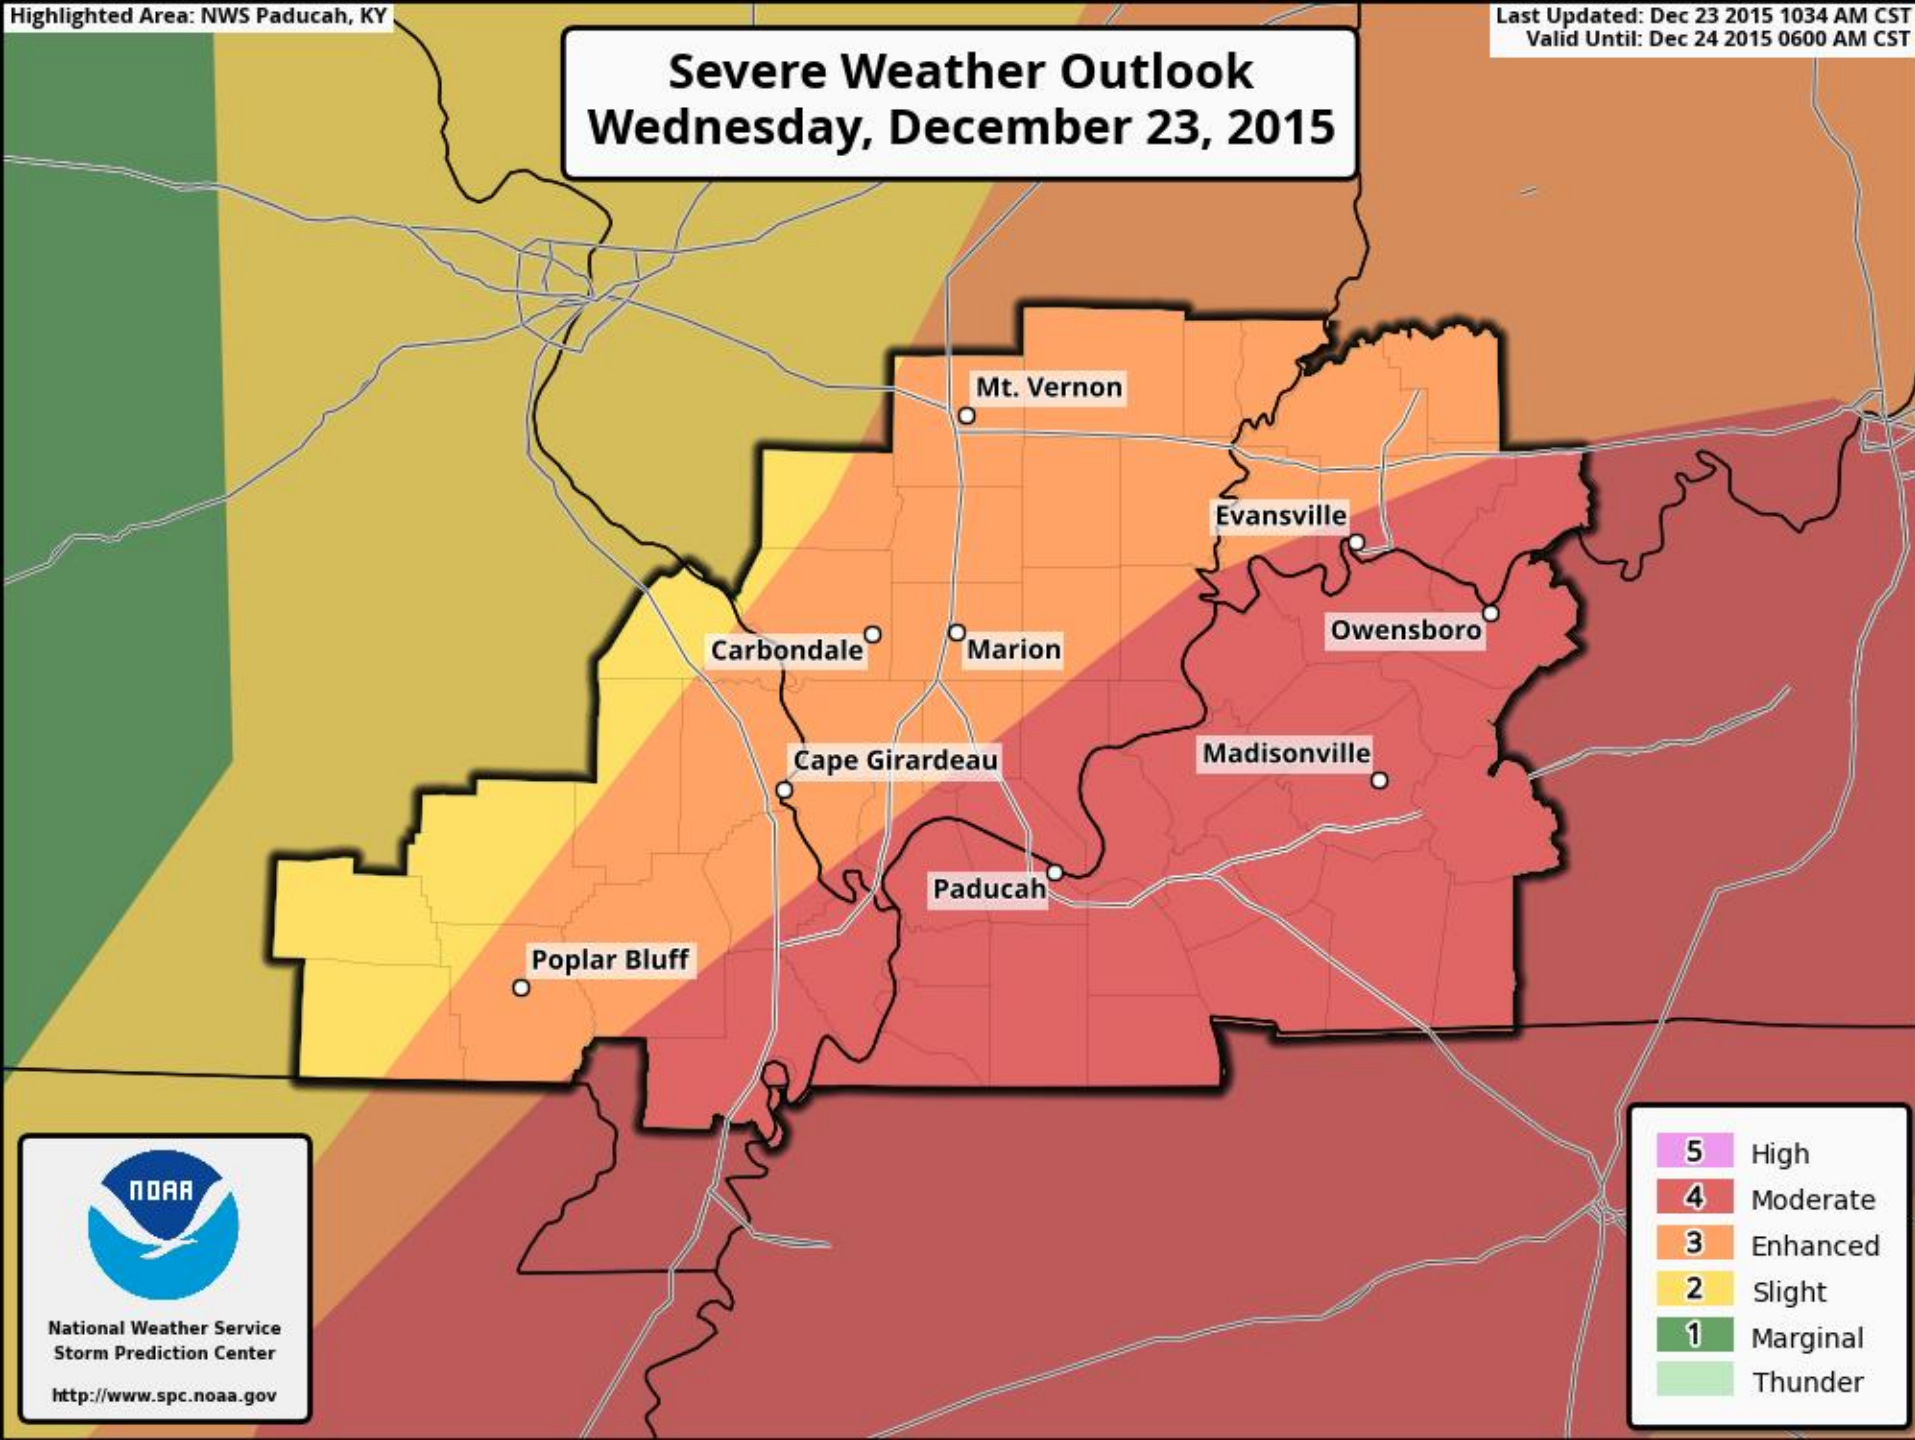 Highlighted Area: NWS Paducah, KY
Last Updated: Dec 23 2015 1034 AM CST
Valid Until: Dec 24 2015 0600 AM CST
Severe Weather Outlook
Wednesday, December 23, 2015
Mt. Vernon
Evansville
Owensboro
Carbondale
Marion
Cape Girardeau
Madisonville
Paducah
Poplar Bluff
NOAA
National Weather Service
Storm Prediction Center
http://www.spc.noaa.gov
5 High
4 Moderate
3 Enhanced
2 Slight
1 Marginal
Thunder